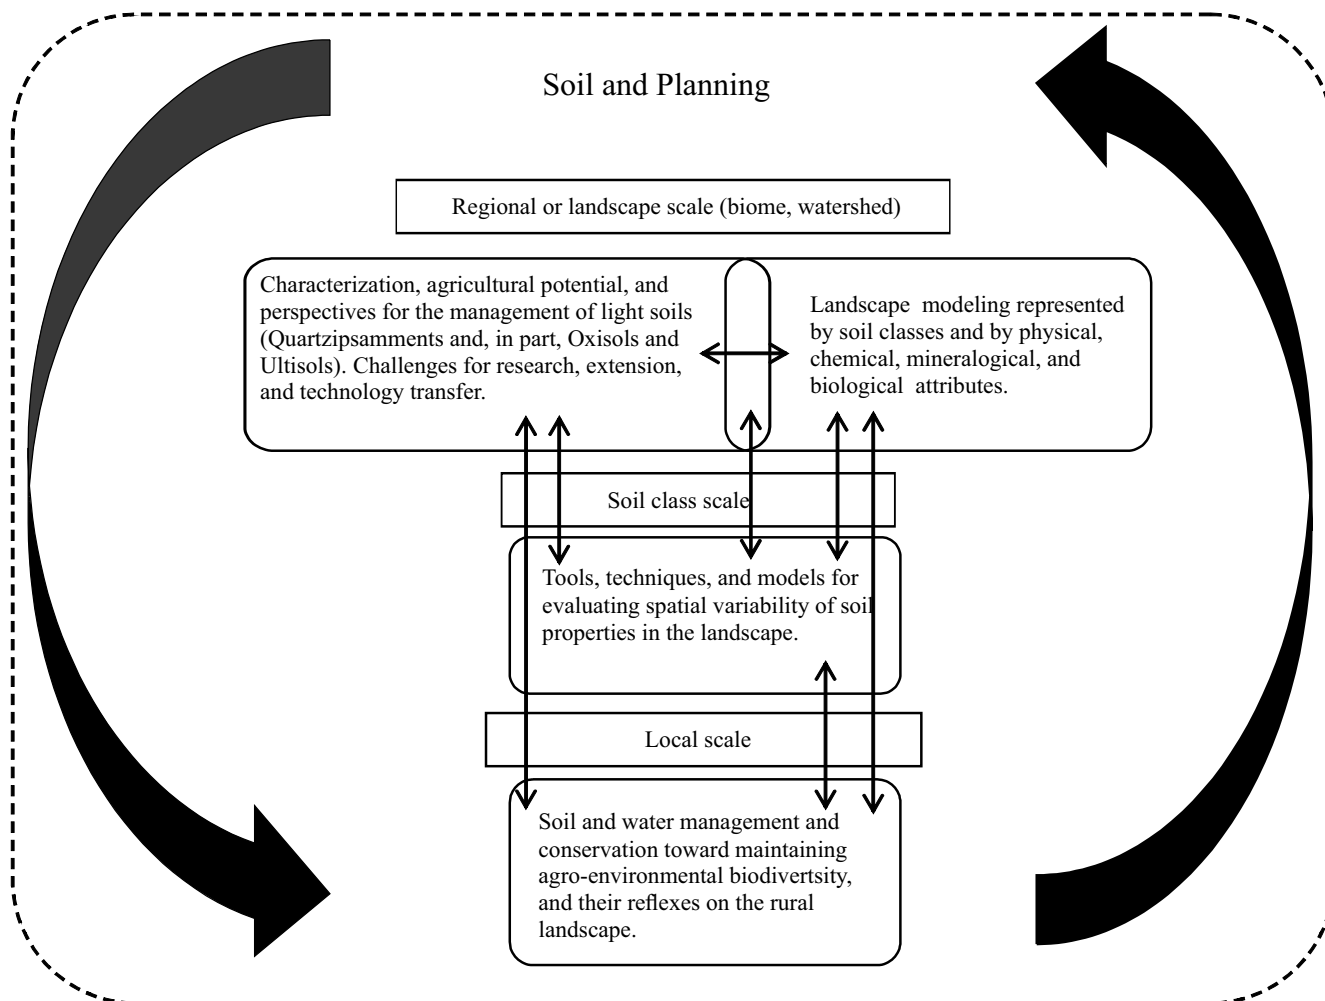 Soil and Planning
Regional or landscape scale (biome, watershed)
Characterization, agricultural potential, and
perspectives for the management of light soils
(Quartzipsamments and, in part, Oxisols and
Ultisols). Challenges for research, extension,
and technology transfer.
Landscape modeling represented
by soil classes and by physical,
chemical, mineralogical, and
biological attributes.
Soil class scale
Tools, techniques, and models for
evaluating spatial variability of soil
properties in the landscape.
Local scale
Soil and water management and
conservation toward maintaining
agro-environmental biodivertsity,
and their reflexes on the rural
landscape.